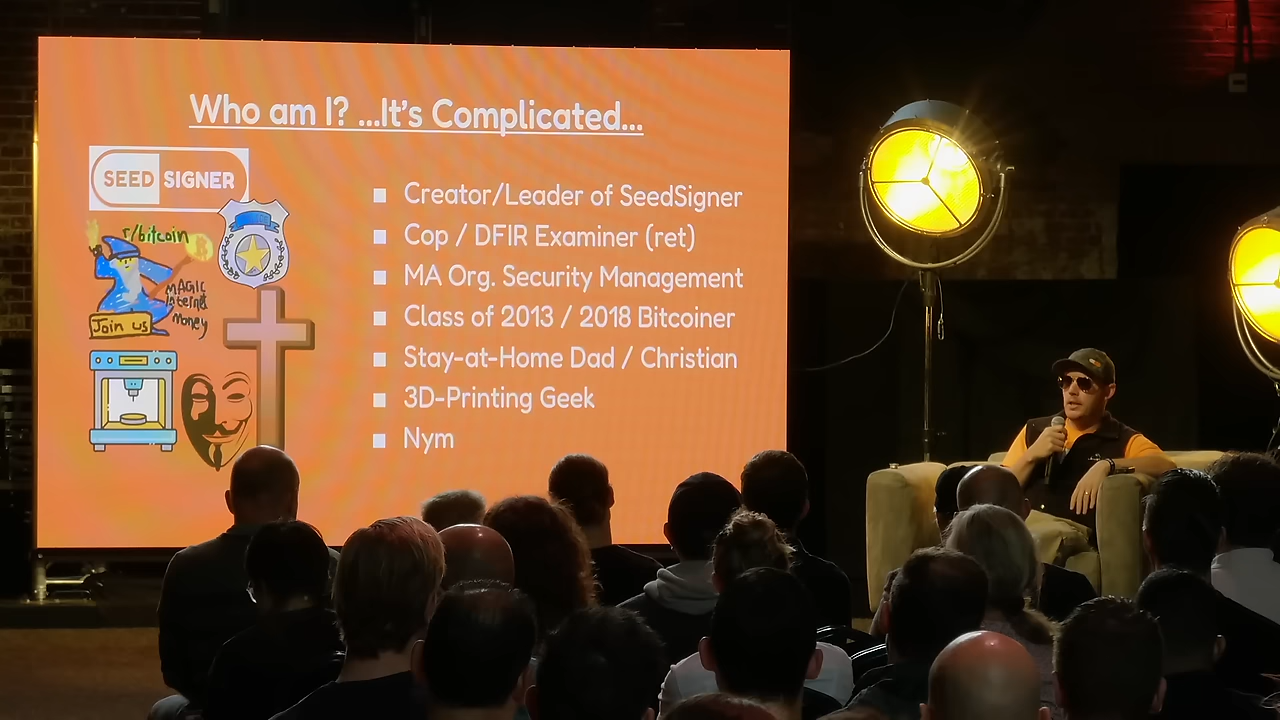 Who am I? ...It's Complicated...
SEED SIGNER
r/bitcoin
MAGIC
Internet
Money
Join us
Creator/Leader of SeedSigner
Cop / DFIR Examiner (ret)
MA Org. Security Management
Class of 2013 / 2018 Bitcoiner
Stay-at-Home Dad / Christian
3D-Printing Geek
Nym